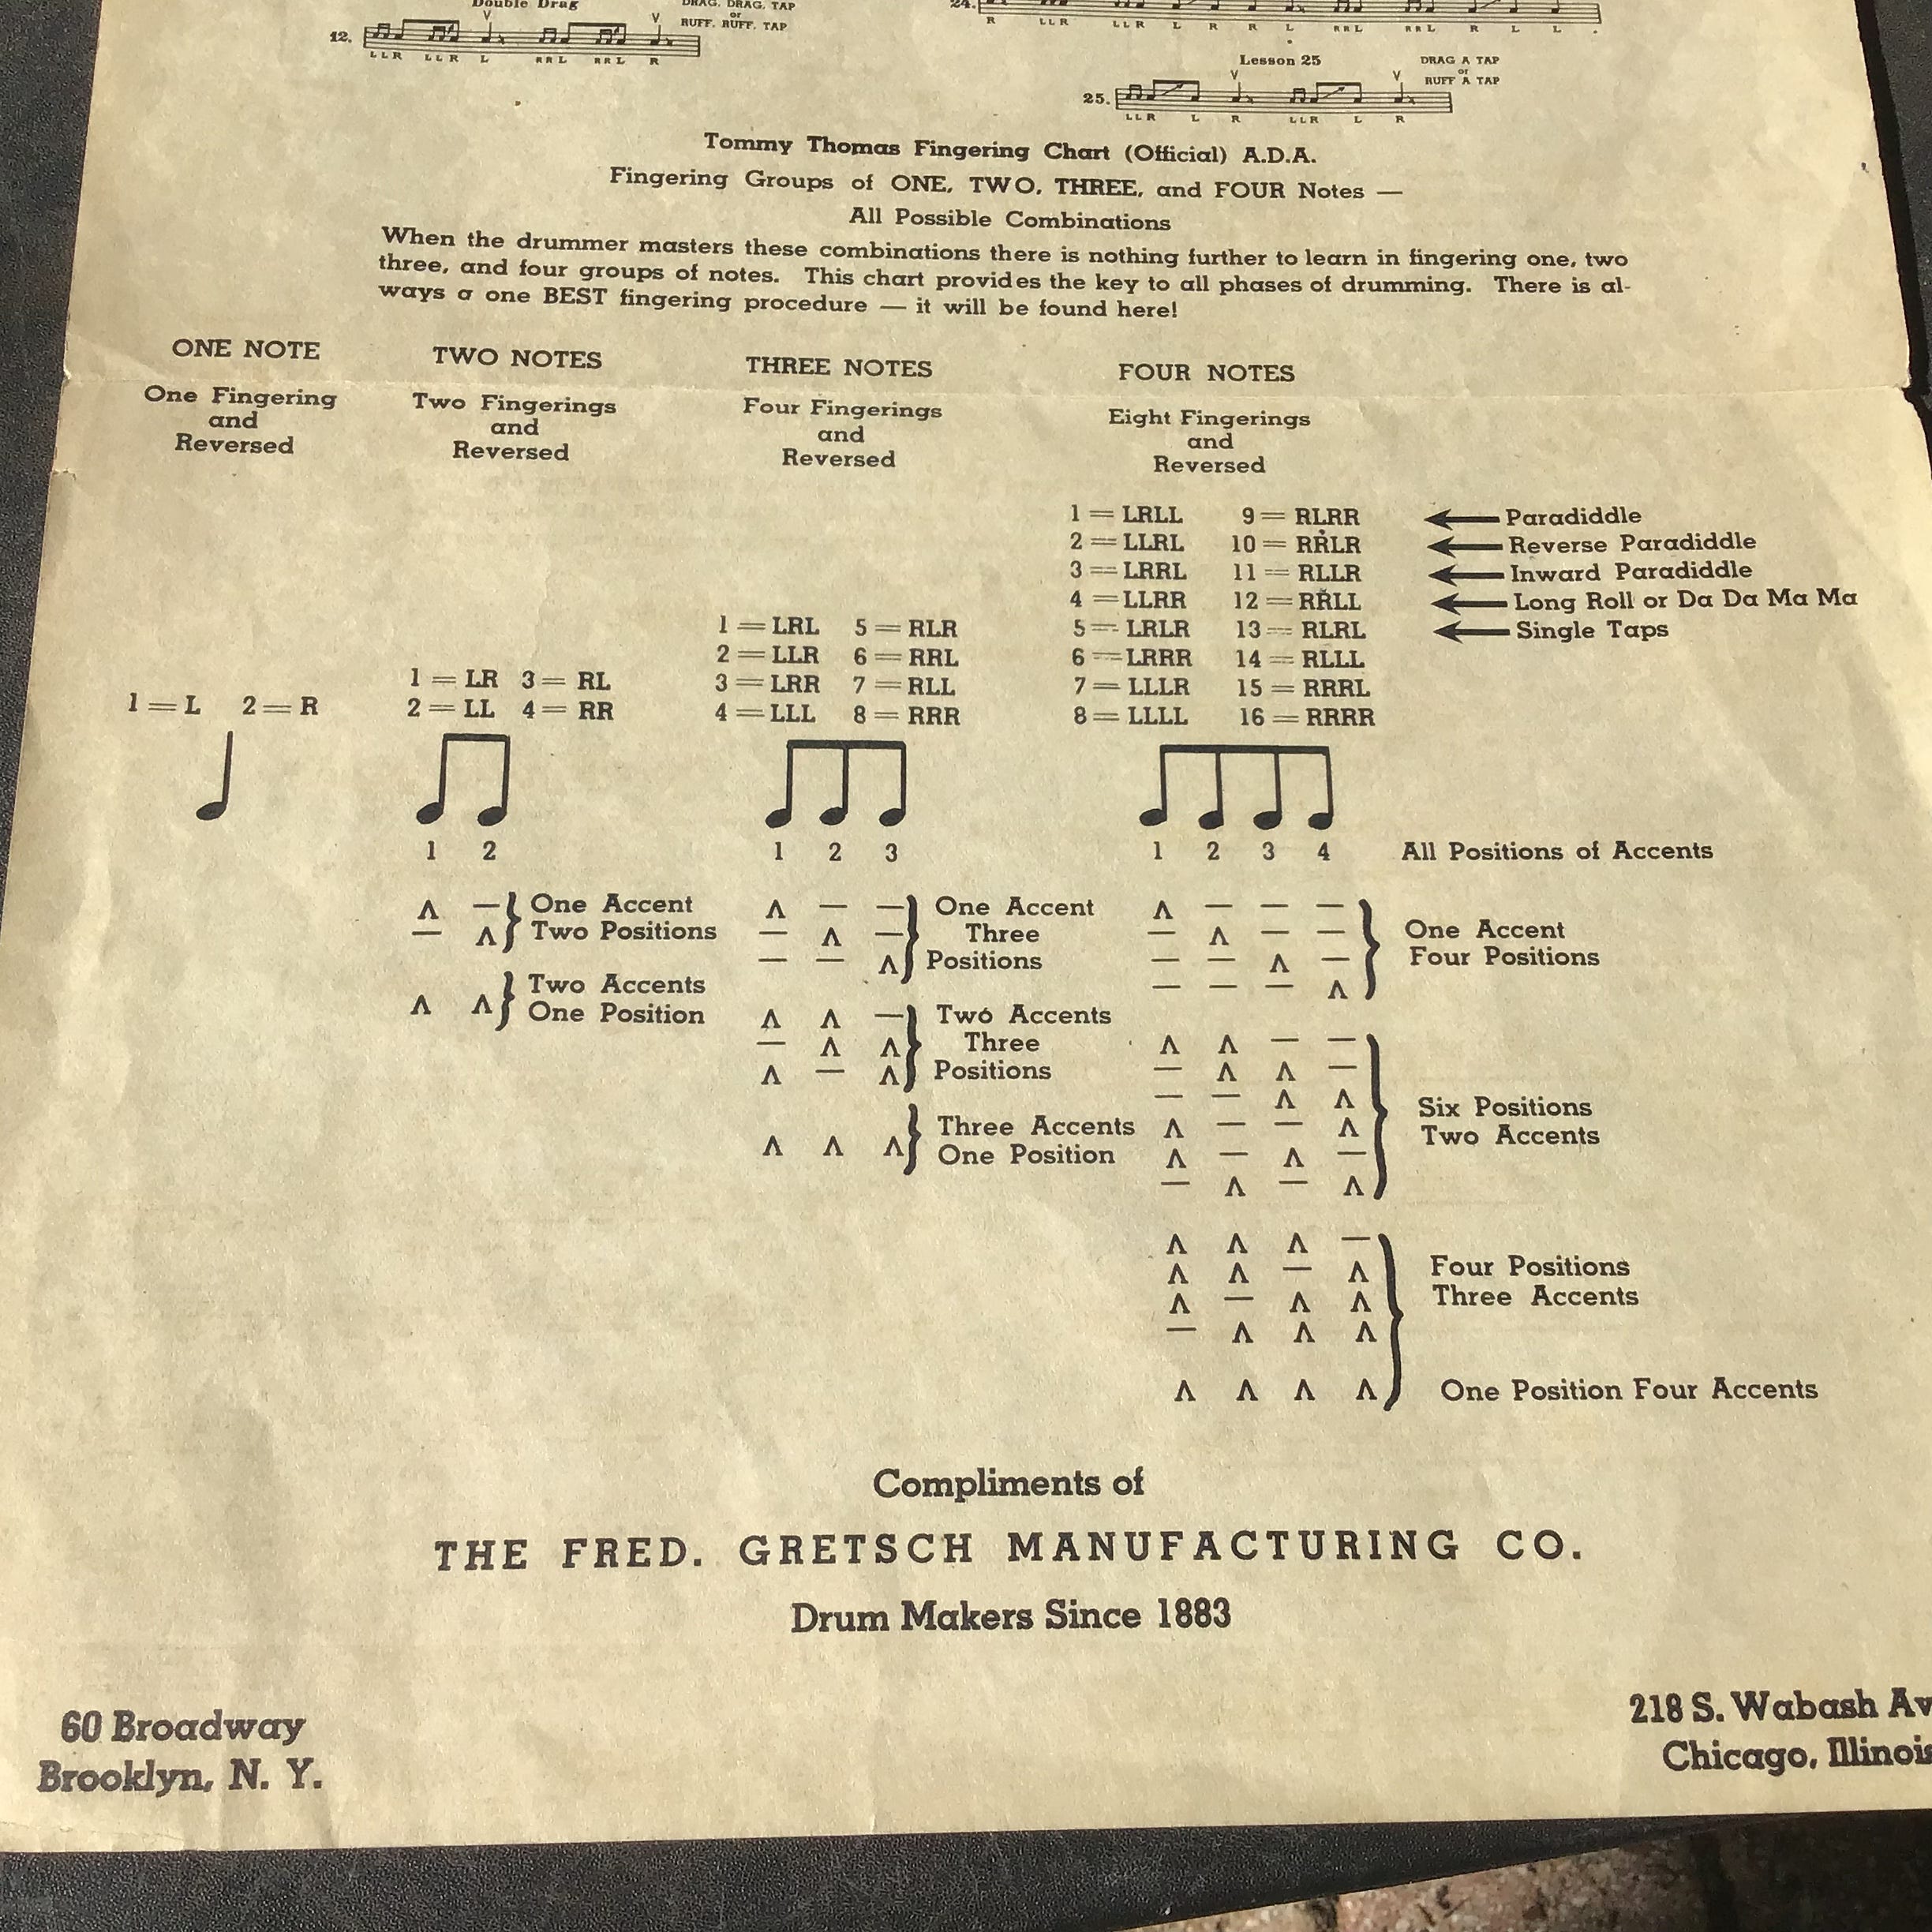 Double Drag
DRAG, DRAG, TAP
or
RUFF, RUFF, TAP
12.
L L R L L R L R R L R R L R
24.
R L L R L L R L R R L R R L R R L R L L
Lesson 25
DRAG A TAP
or
RUFF A TAP
25.
L L R L R L L R L R
Tommy Thomas Fingering Chart (Official) A.D.A.
Fingering Groups of ONE, TWO, THREE, and FOUR Notes —
All Possible Combinations
When the drummer masters these combinations there is nothing further to learn in fingering one, two
three, and four groups of notes. This chart provides the key to all phases of drumming. There is al-
ways a one BEST fingering procedure — it will be found here!
ONE NOTE
One Fingering
and
Reversed
1 = L 2 = R
TWO NOTES
Two Fingerings
and
Reversed
1 = LR 3 = RL
2 = LL 4 = RR
1 2
Λ — } One Accent
— Λ } Two Positions
Two Accents
Λ Λ } One Position
THREE NOTES
Four Fingerings
and
Reversed
1 = LRL 5 = RLR
2 = LLR 6 = RRL
3 = LRR 7 = RLL
4 = LLL 8 = RRR
1 2 3
Λ — — One Accent
— Λ — Three
— — Λ Positions
Λ Λ — Two Accents
— Λ Λ Three
Λ — Λ Positions
Three Accents
Λ Λ Λ One Position
FOUR NOTES
Eight Fingerings
and
Reversed
1 = LRLL 9 = RLRR ← Paradiddle
2 = LLRL 10 = RRLR ← Reverse Paradiddle
3 = LRRL 11 = RLLR ← Inward Paradiddle
4 = LLRR 12 = RRLL ← Long Roll or Da Da Ma Ma
5 = LRLR 13 = RLRL ← Single Taps
6 = LRRR 14 = RLLL
7 = LLLR 15 = RRRL
8 = LLLL 16 = RRRR
1 2 3 4 All Positions of Accents
Λ — — —
— Λ — — One Accent
— — Λ — Four Positions
— — — Λ
Λ Λ — —
— Λ Λ —
— — Λ Λ Six Positions
Λ — — Λ Two Accents
Λ — Λ —
— Λ — Λ
Λ Λ Λ —
Λ Λ — Λ Four Positions
Λ — Λ Λ Three Accents
— Λ Λ Λ
Λ Λ Λ Λ One Position Four Accents
Compliments of
THE FRED. GRETSCH MANUFACTURING CO.
Drum Makers Since 1883
60 Broadway
Brooklyn, N. Y.
218 S. Wabash Av
Chicago, Illinois